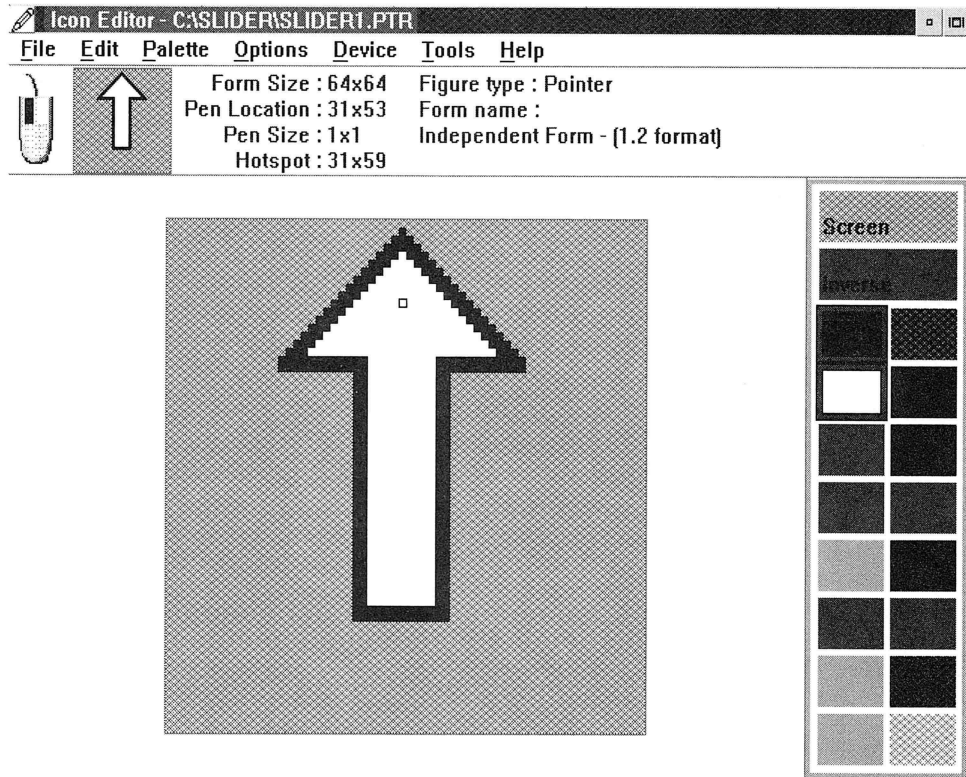 Icon Editor - C:\SLIDER\SLIDER1.PTR
File Edit Palette Options Device Tools Help
Form Size : 64x64 Figure type : Pointer
Pen Location : 31x53 Form name :
Pen Size : 1x1 Independent Form - (1.2 format)
Hotspot : 31x59
Screen
Inverse